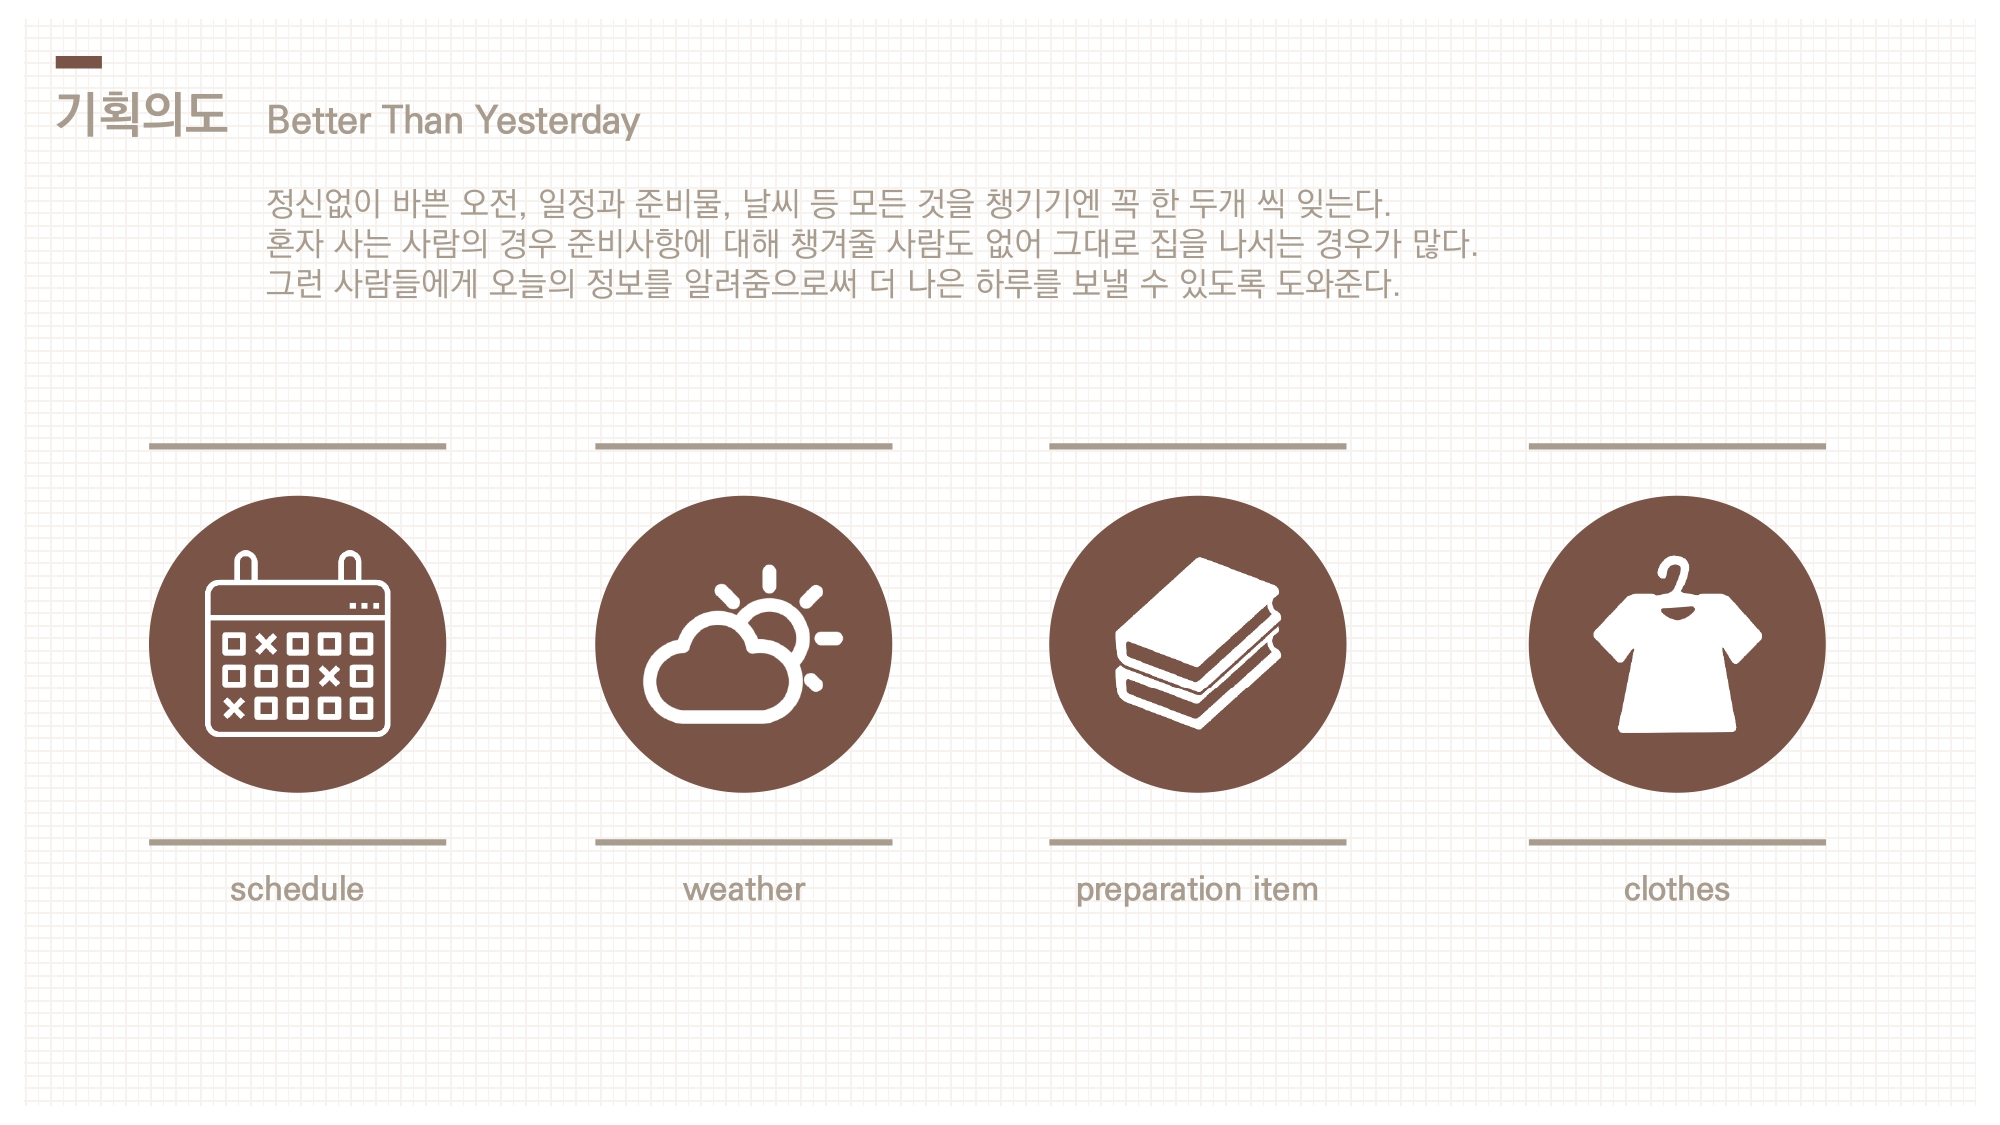 기획의도 Better Than Yesterday
정신없이 바쁜 오전, 일정과 준비물, 날씨 등 모든 것을 챙기기엔 꼭 한 두개 씩 잊는다.
혼자 사는 사람의 경우 준비사항에 대해 챙겨줄 사람도 없어 그대로 집을 나서는 경우가 많다.
그런 사람들에게 오늘의 정보를 알려줌으로써 더 나은 하루를 보낼 수 있도록 도와준다.
schedule
weather
preparation item
clothes